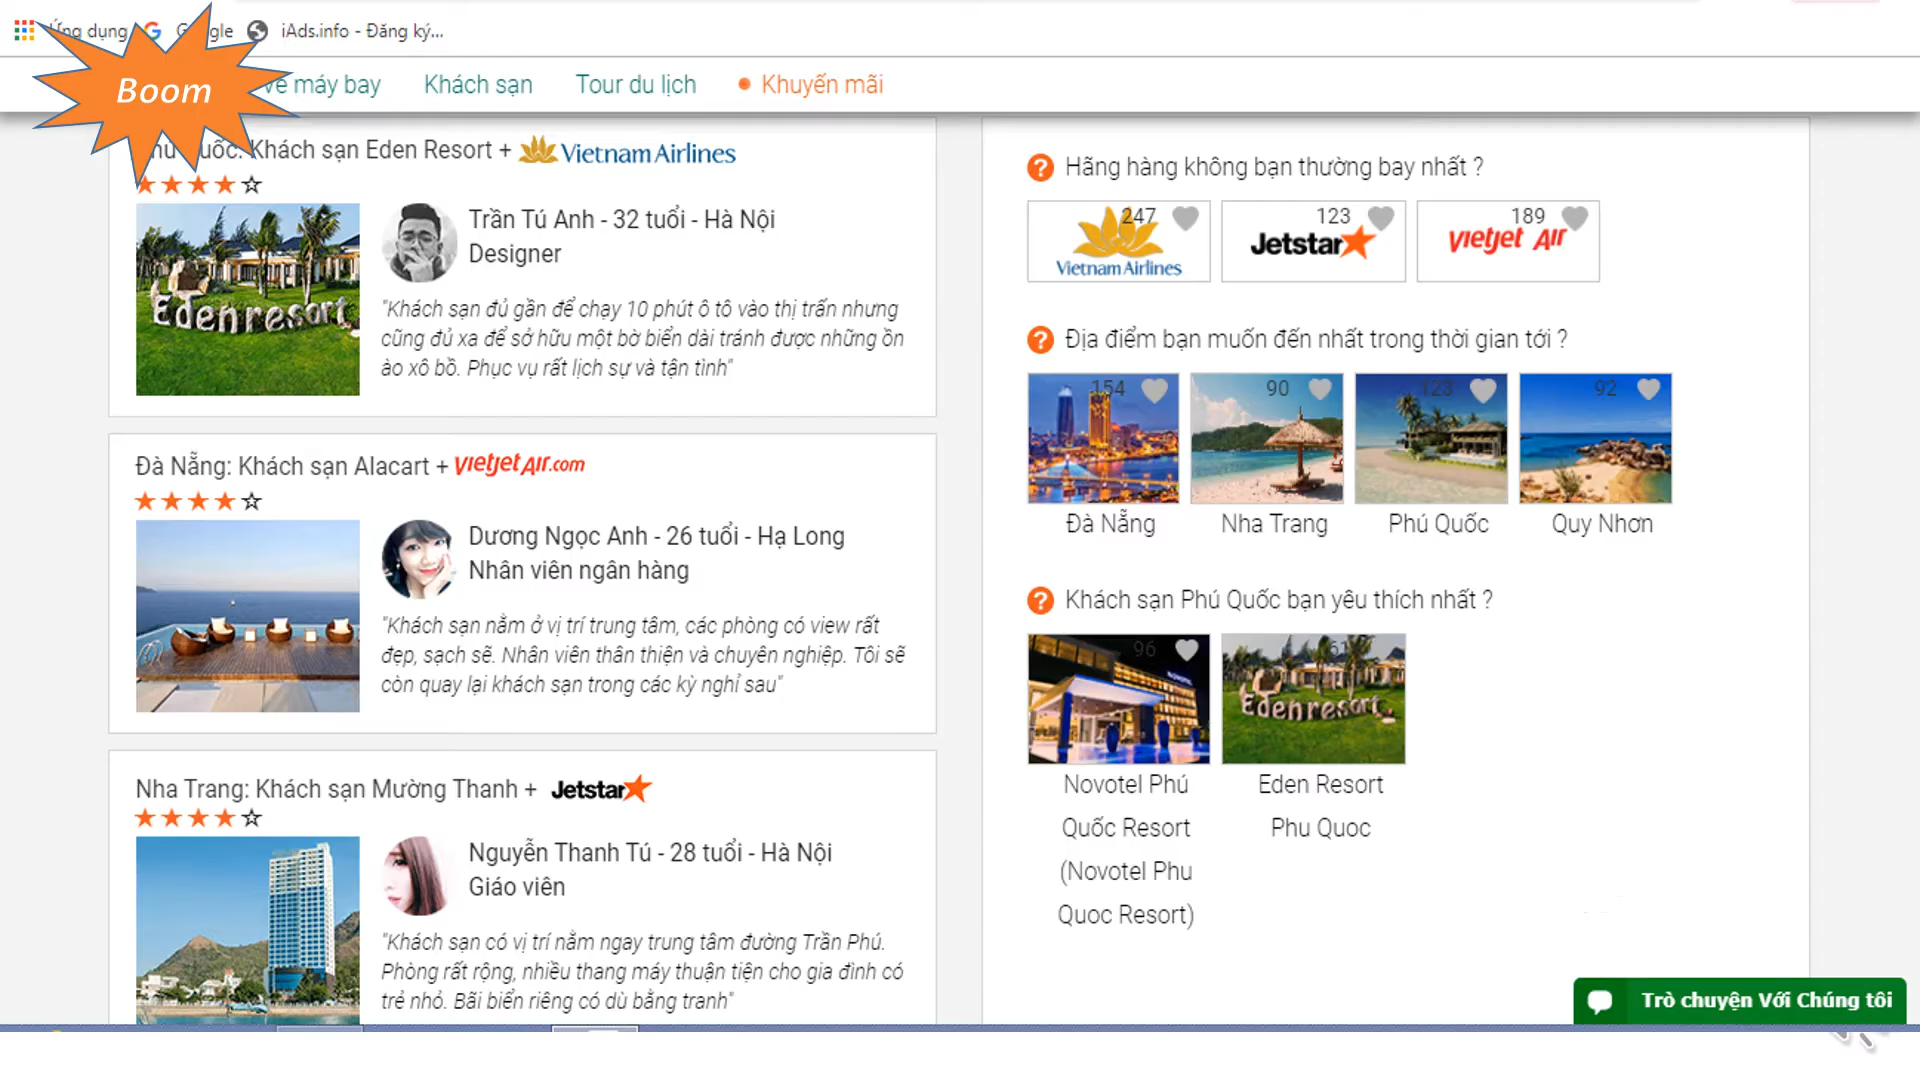 Ứng dụng
Google
iAds.info - Đăng ký...
Boom
Vé máy bay
Khách sạn
Tour du lịch
Khuyến mãi
Khách sạn Eden Resort + Vietnam Airlines
Eden resort
Trần Tú Anh - 32 tuổi - Hà Nội
Designer
"Khách sạn đủ gần để chạy 10 phút ô tô vào thị trấn nhưng
cũng đủ xa để sở hữu một bờ biển dài tránh được những ồn
ào xô bồ. Phục vụ rất lịch sự và tận tình"
Đà Nẵng: Khách sạn Alacart + vietjetAir.com
Dương Ngọc Anh - 26 tuổi - Hạ Long
Nhân viên ngân hàng
"Khách sạn nằm ở vị trí trung tâm, các phòng có view rất
đẹp, sạch sẽ. Nhân viên thân thiện và chuyên nghiệp. Tôi sẽ
còn quay lại khách sạn trong các kỳ nghỉ sau"
Nha Trang: Khách sạn Mường Thanh + Jetstar
Nguyễn Thanh Tú - 28 tuổi - Hà Nội
Giáo viên
"Khách sạn có vị trí nằm ngay trung tâm đường Trần Phú.
Phòng rất rộng, nhiều thang máy thuận tiện cho gia đình có
trẻ nhỏ. Bãi biển riêng có dù bằng tranh"
? Hãng hàng không bạn thường bay nhất ?
247
Vietnam Airlines
123
Jetstar
189
vietjet Air
? Địa điểm bạn muốn đến nhất trong thời gian tới ?
154
90
123
92
Đà Nẵng
Nha Trang
Phú Quốc
Quy Nhơn
? Khách sạn Phú Quốc bạn yêu thích nhất ?
96
NOVOTEL
Eden resort
Novotel Phú
Quốc Resort
(Novotel Phu
Quoc Resort)
Eden Resort
Phu Quoc
Trò chuyện Với Chúng tôi